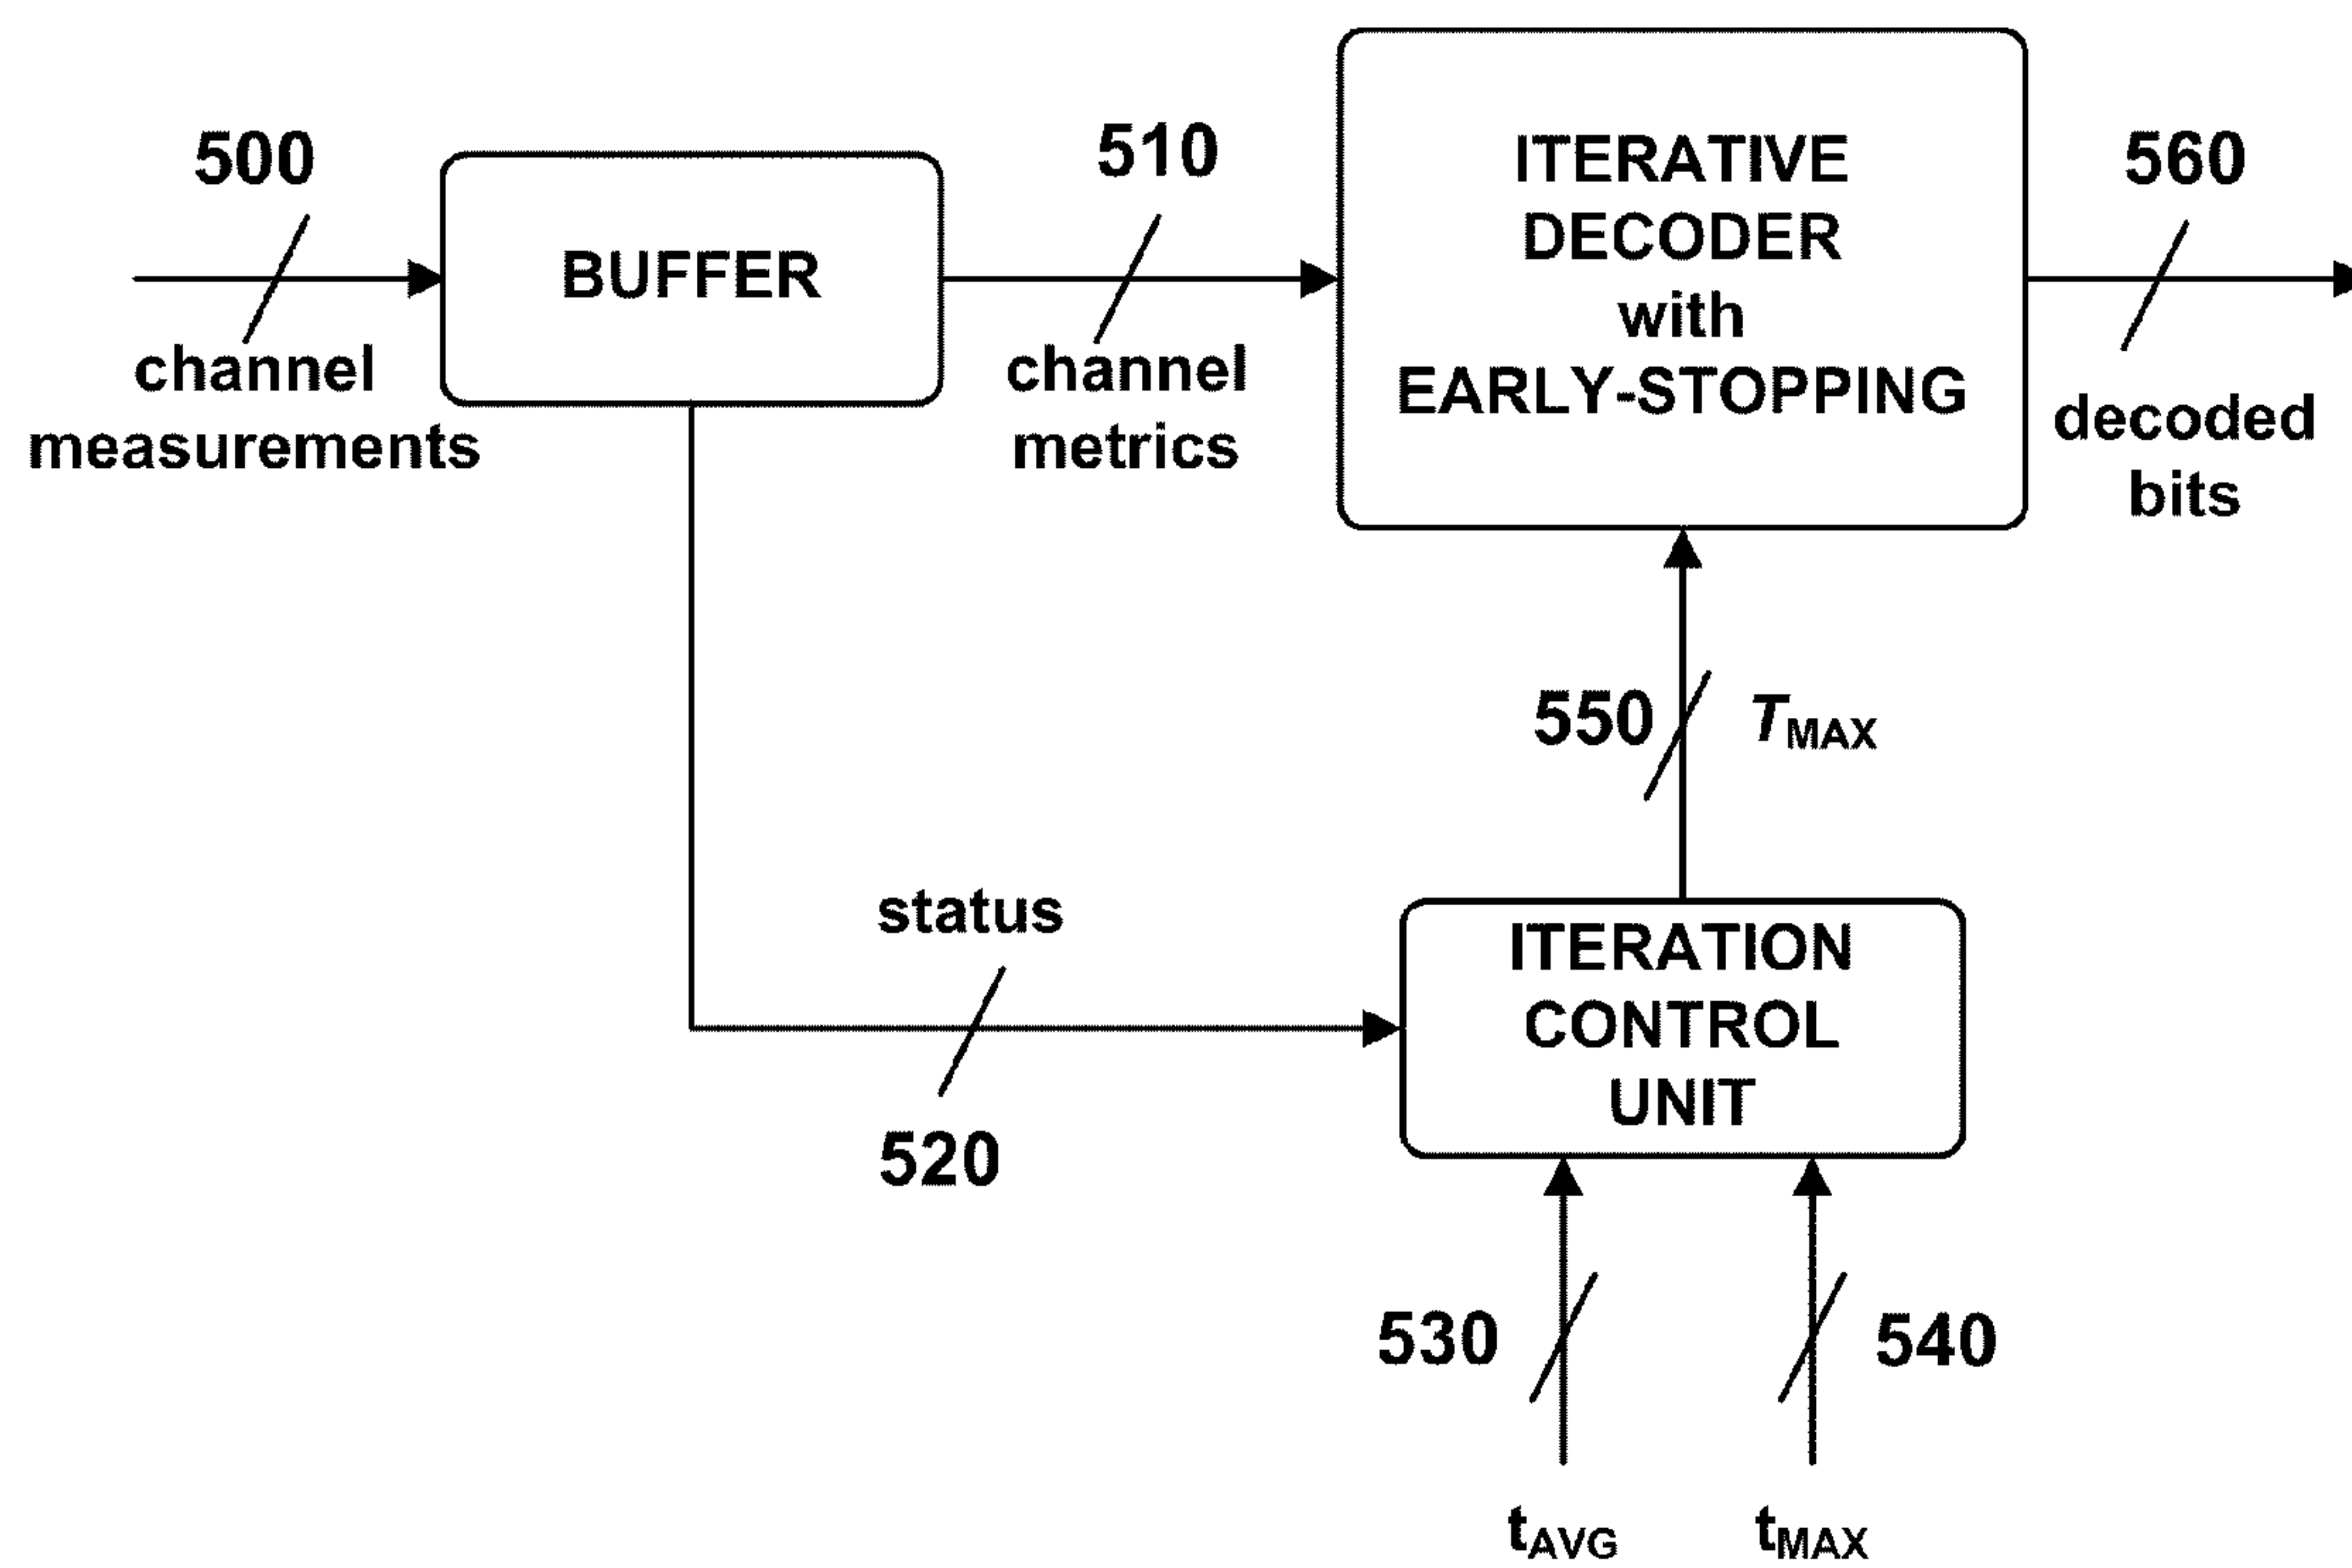 500
channel
measurements
BUFFER
510
channel
metrics
ITERATIVE
DECODER
with
EARLY-STOPPING
560
decoded
bits
550
TMAX
status
520
ITERATION
CONTROL
UNIT
530
540
tAVG
tMAX